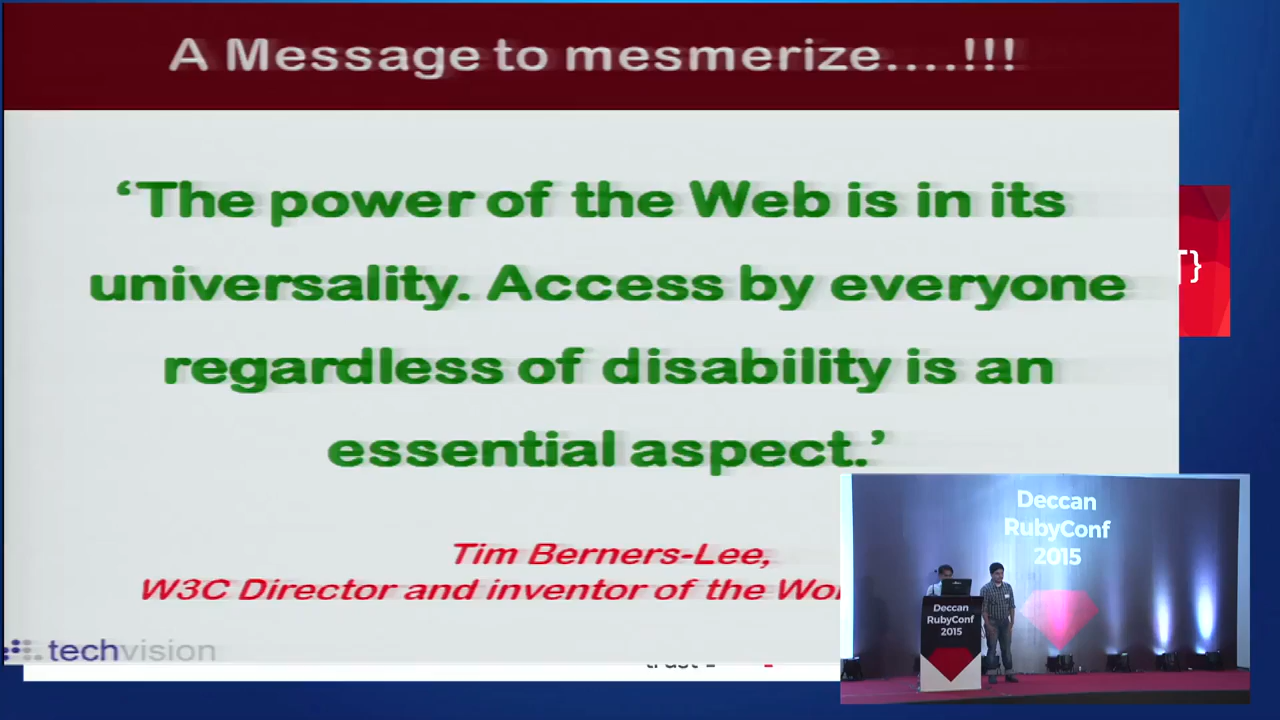 A Message to mesmerize....!!!
‘The power of the Web is in its
universality. Access by everyone
regardless of disability is an
essential aspect.’
Tim Berners-Lee,
W3C Director and inventor of the
techvision
T}
Deccan
RubyConf
2015
Deccan
RubyConf
2015